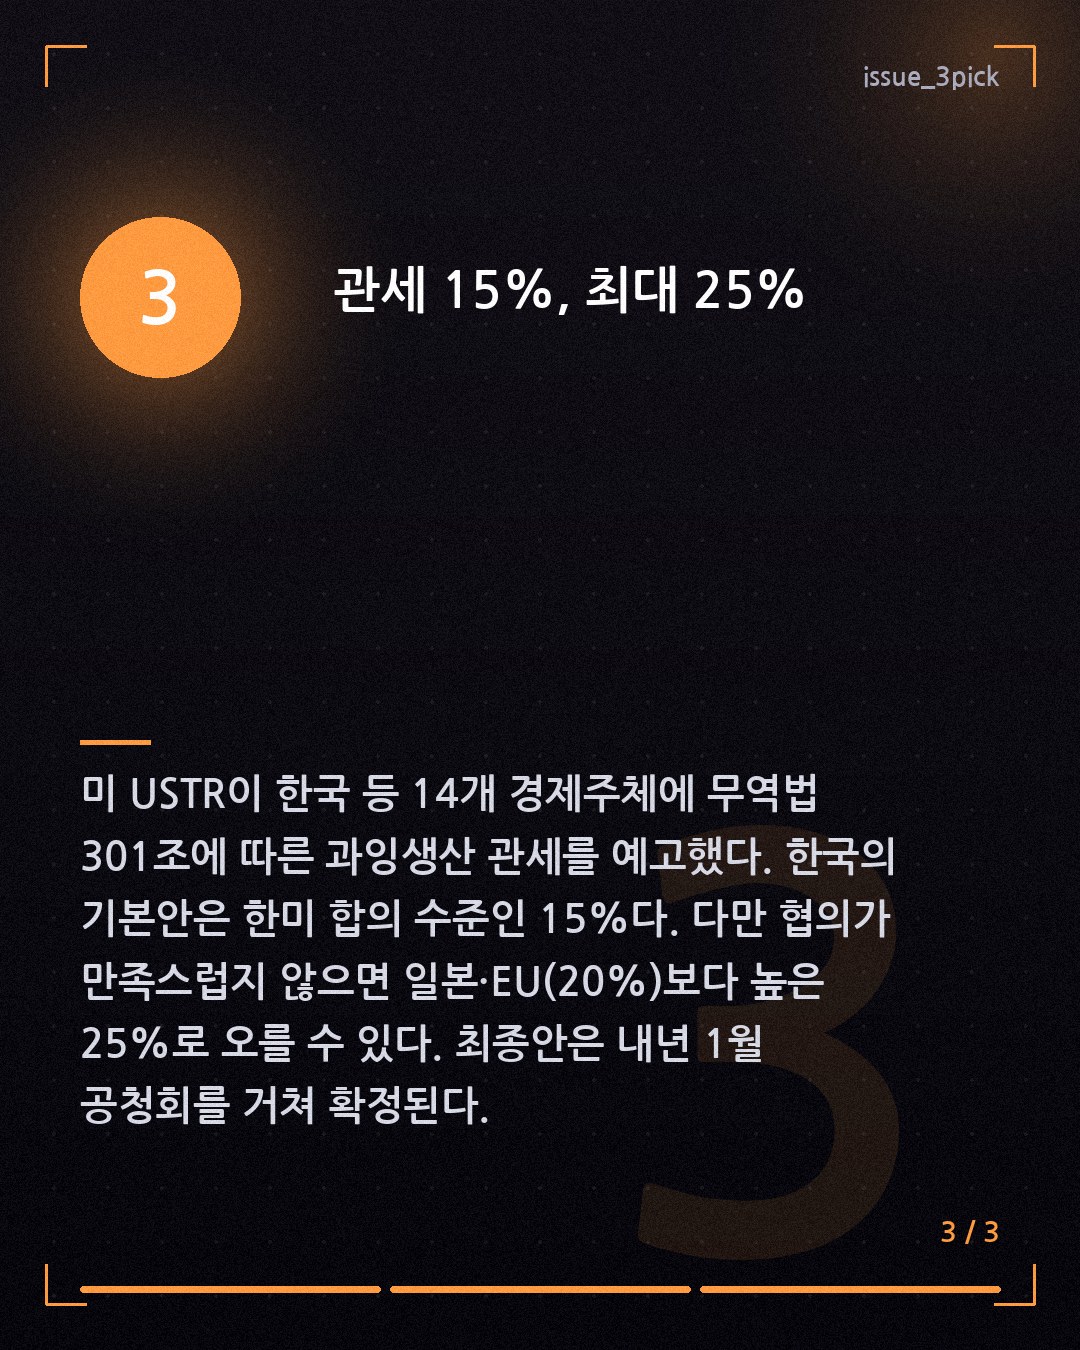 issue_3pick
3
관세 15%, 최대 25%
미 USTR이 한국 등 14개 경제주체에 무역법
301조에 따른 과잉생산 관세를 예고했다. 한국의
기본안은 한미 합의 수준인 15%다. 다만 협의가
만족스럽지 않으면 일본·EU(20%)보다 높은
25%로 오를 수 있다. 최종안은 내년 1월
공청회를 거쳐 확정된다.
3
3 / 3